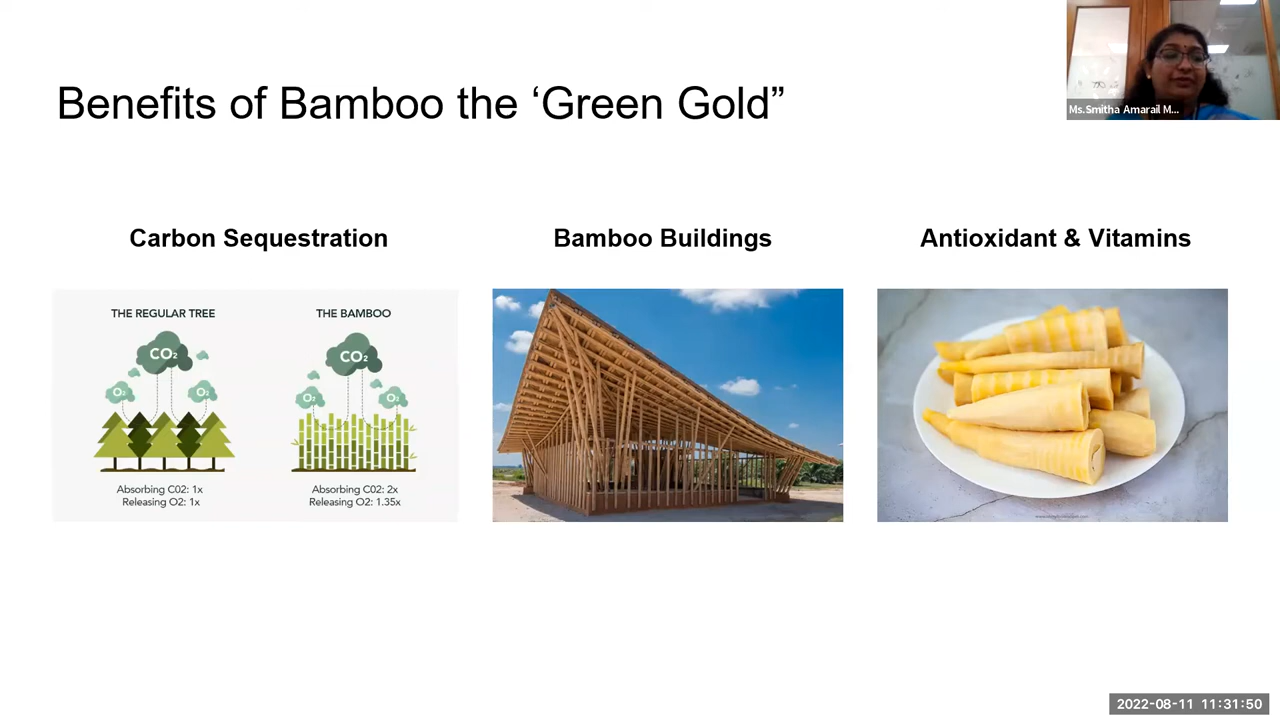 Benefits of Bamboo the ‘Green Gold”
Ms.Smitha Amarail M...
Carbon Sequestration
Bamboo Buildings
Antioxidant & Vitamins
THE REGULAR TREE
THE BAMBOO
CO₂
CO₂
O₂
O₂
O₂
O₂
Absorbing C02: 1x
Releasing O2: 1x
Absorbing C02: 2x
Releasing O2: 1.35x
2022-08-11 11:31:50